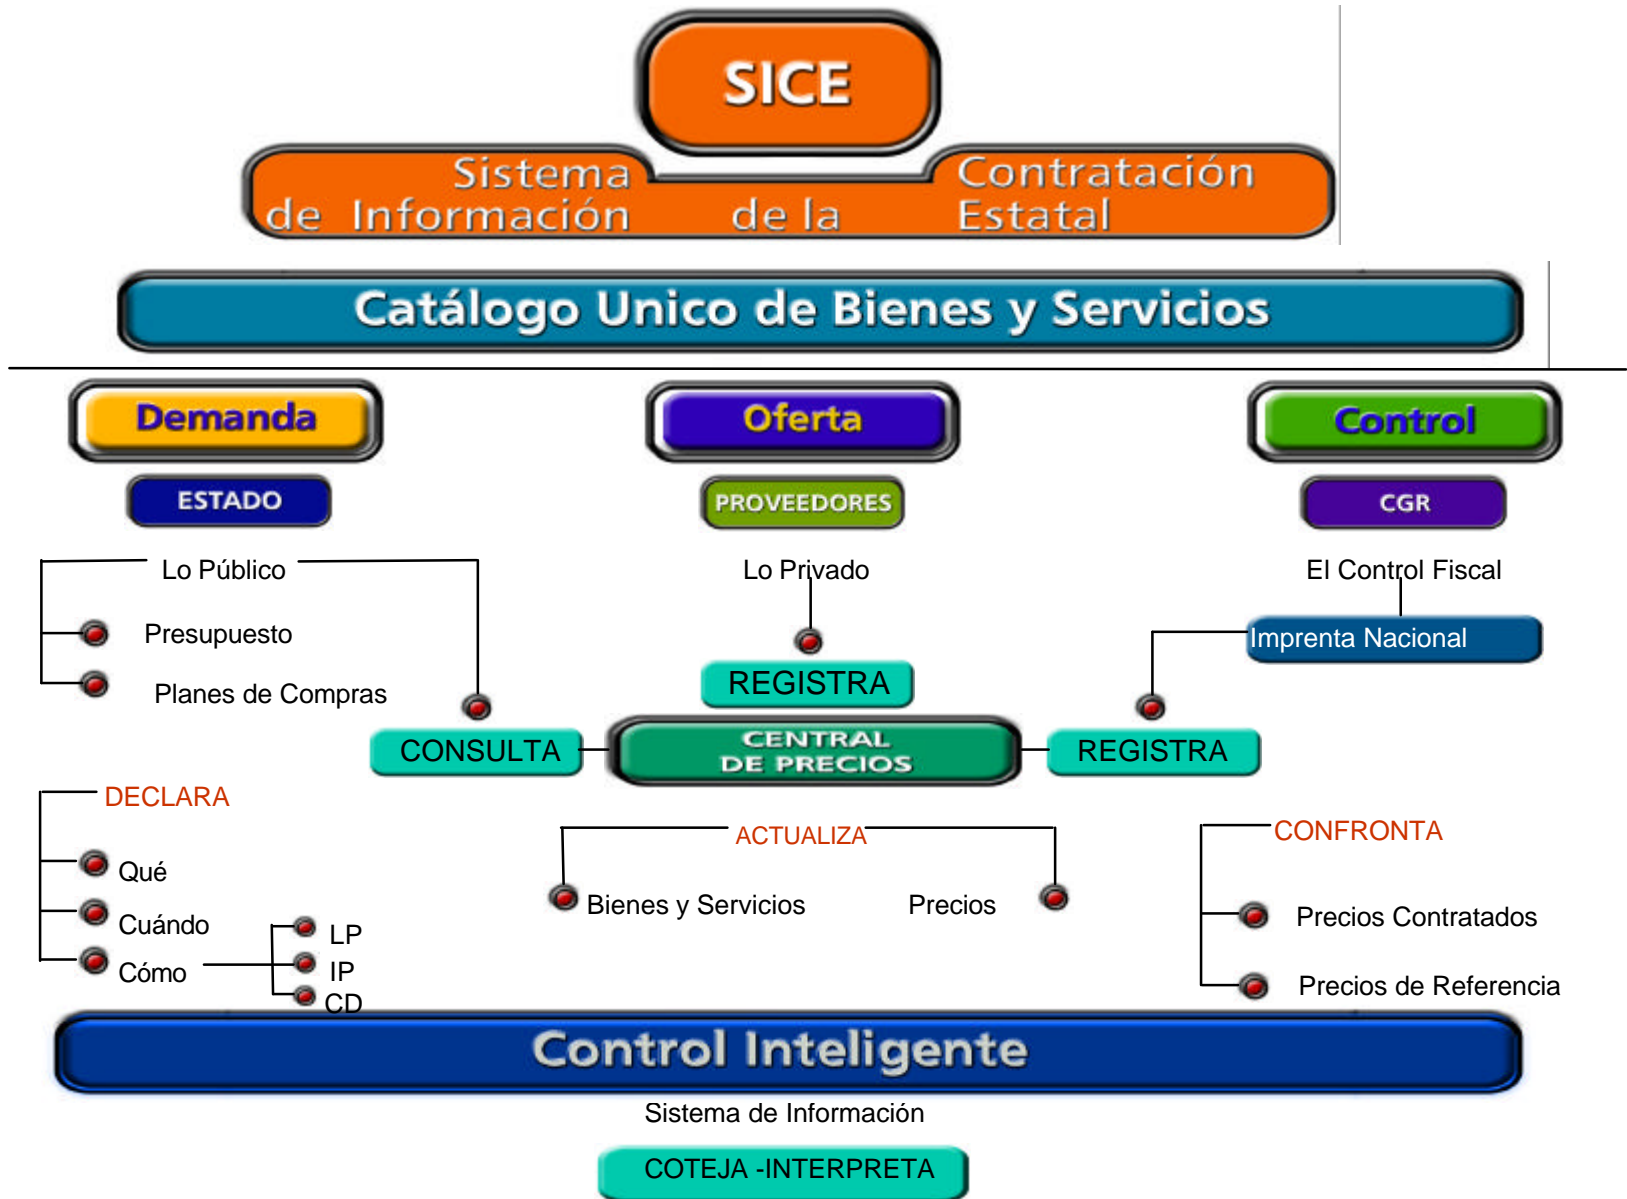 SICE
Sistema Contratación
de Información de la Estatal
Catálogo Unico de Bienes y Servicios
Demanda
Oferta
Control
ESTADO
PROVEEDORES
CGR
Lo Público
Lo Privado
El Control Fiscal
Presupuesto
Imprenta Nacional
Planes de Compras
REGISTRA
CONSULTA
CENTRAL
DE PRECIOS
REGISTRA
DECLARA
ACTUALIZA
CONFRONTA
Qué
Bienes y Servicios
Precios
Precios Contratados
Cuándo
LP
Cómo
IP
CD
Precios de Referencia
Control Inteligente
Sistema de Información
COTEJA -INTERPRETA